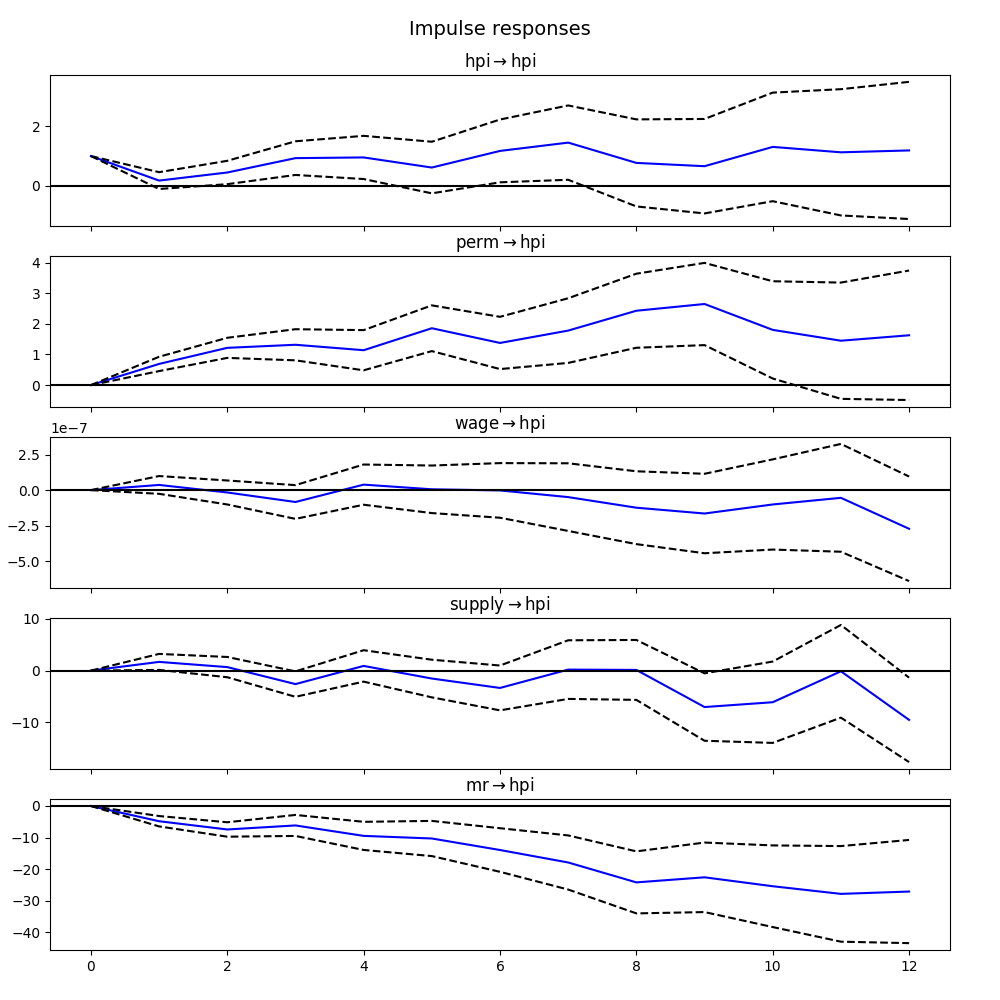 Impulse responses
hpi → hpi
2
0
perm → hpi
4
3
2
1
0
1e−7
wage → hpi
2.5
0.0
−2.5
−5.0
supply → hpi
10
0
−10
mr → hpi
0
−10
−20
−30
−40
0 2 4 6 8 10 12